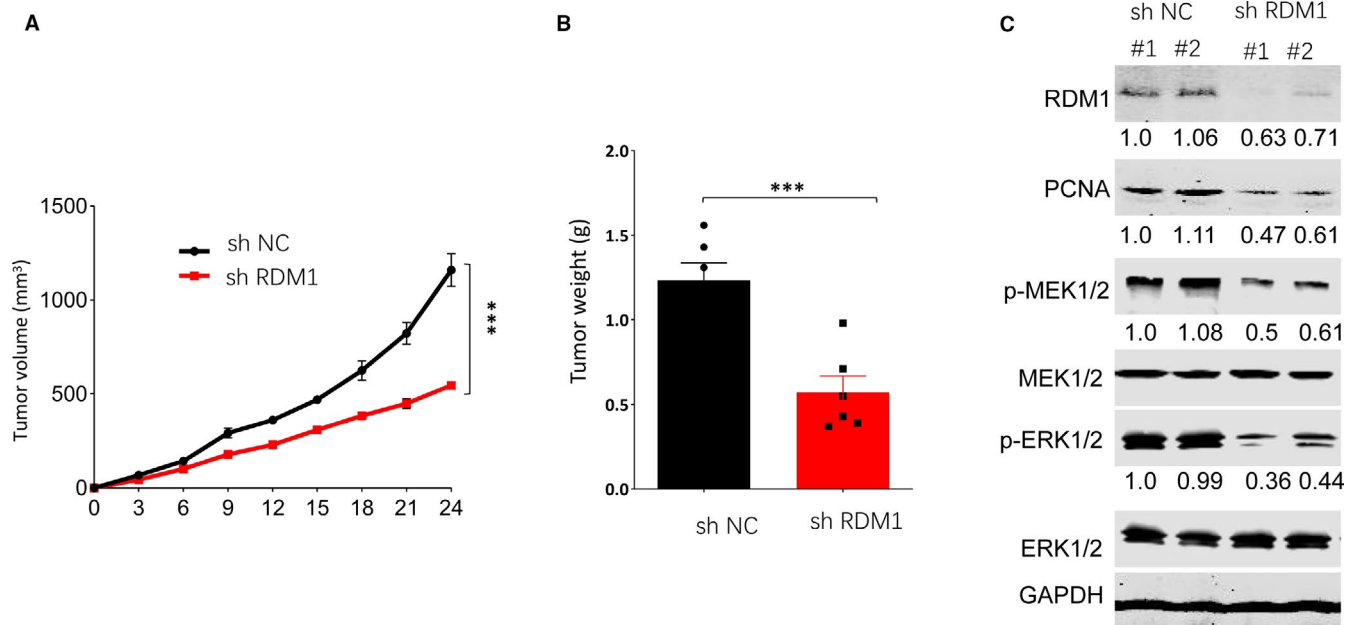 A
1500
1000
500
0
Tumor volume (mm³)
sh NC
sh RDM1
***
0 3 6 9 12 15 18 21 24
B
2.0
1.5
1.0
0.5
0.0
Tumor weight (g)
***
sh NC
sh RDM1
C
sh NC sh RDM1
#1 #2 #1 #2
RDM1
1.0 1.06 0.63 0.71
PCNA
1.0 1.11 0.47 0.61
p-MEK1/2
1.0 1.08 0.5 0.61
MEK1/2
p-ERK1/2
1.0 0.99 0.36 0.44
ERK1/2
GAPDH